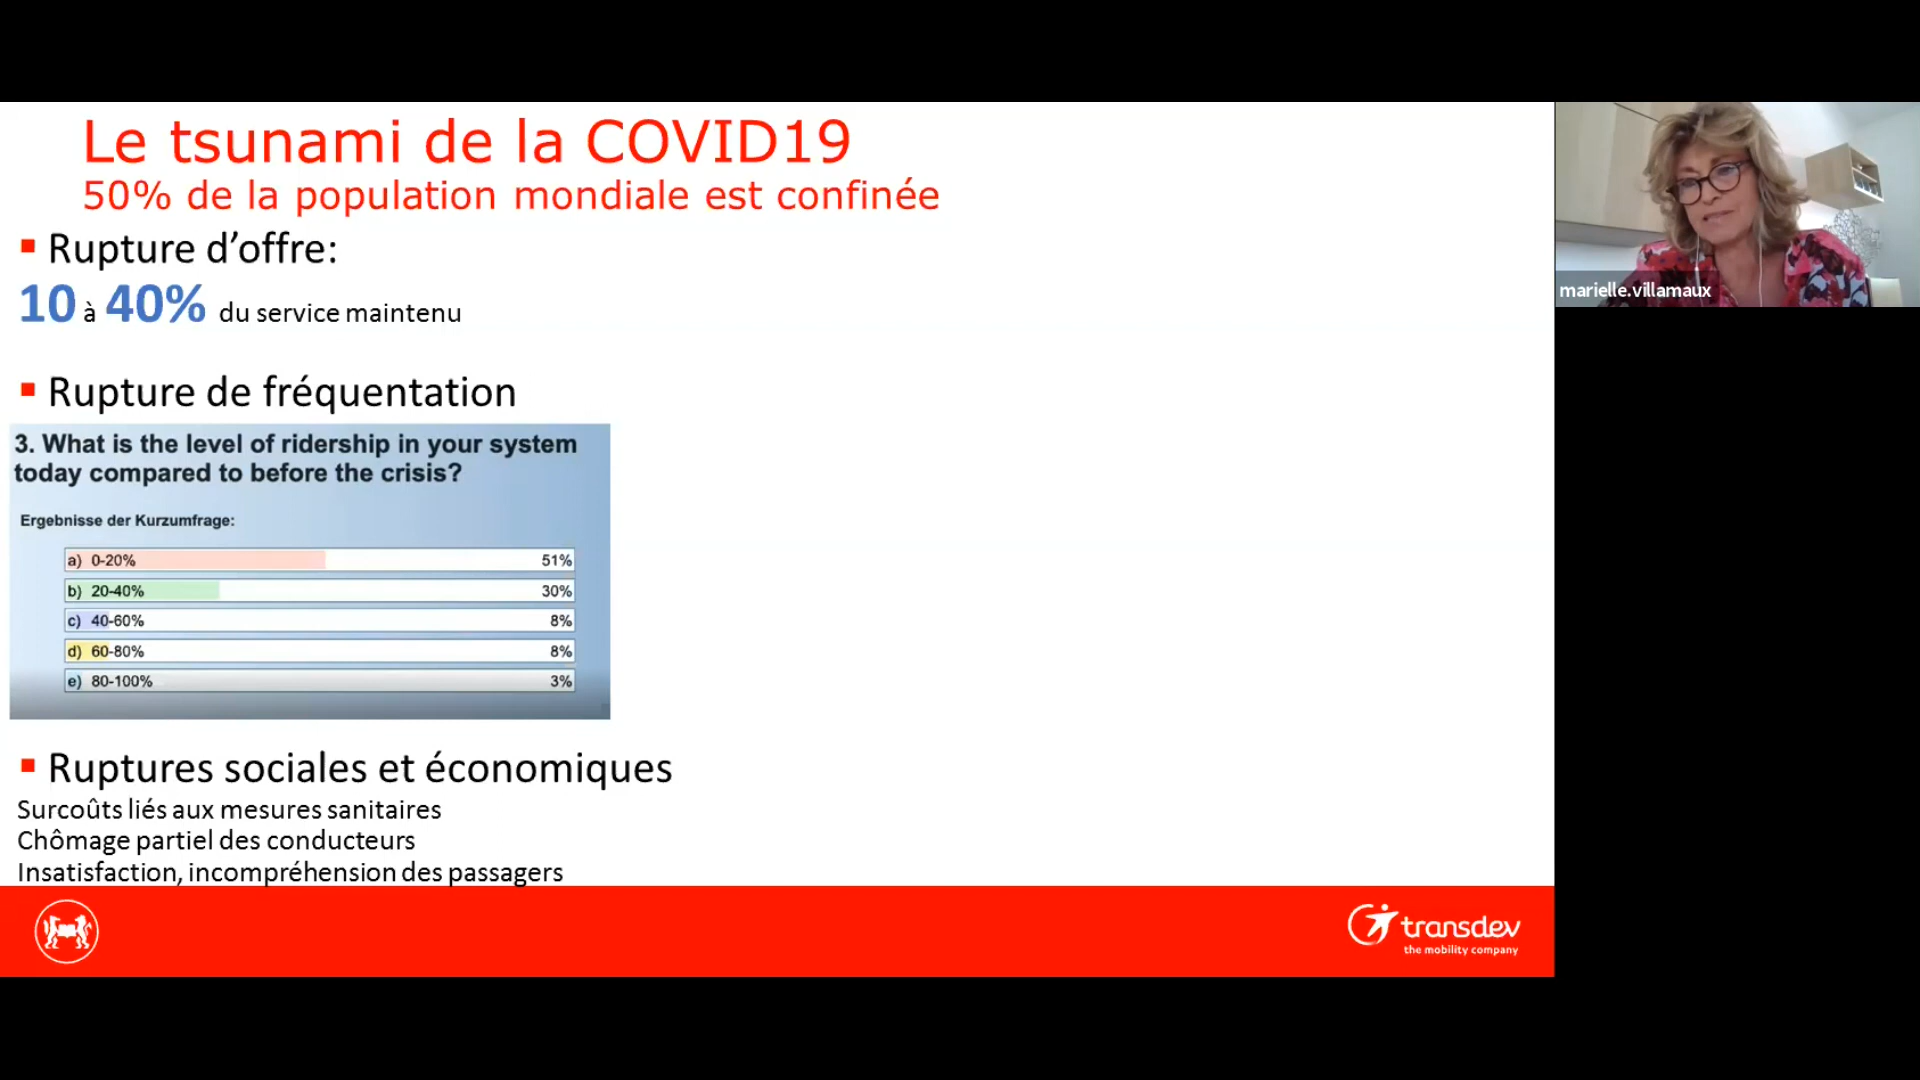 Le tsunami de la COVID19
50% de la population mondiale est confinée
Rupture d’offre:
10 à 40% du service maintenu
Rupture de fréquentation
3. What is the level of ridership in your system
today compared to before the crisis?
Ergebnisse der Kurzumfrage:
a) 0-20% 51%
b) 20-40% 30%
c) 40-60% 8%
d) 60-80% 8%
e) 80-100% 3%
Ruptures sociales et économiques
Surcoûts liés aux mesures sanitaires
Chômage partiel des conducteurs
Insatisfaction, incompréhension des passagers
transdev
the mobility company
marielle.villamaux